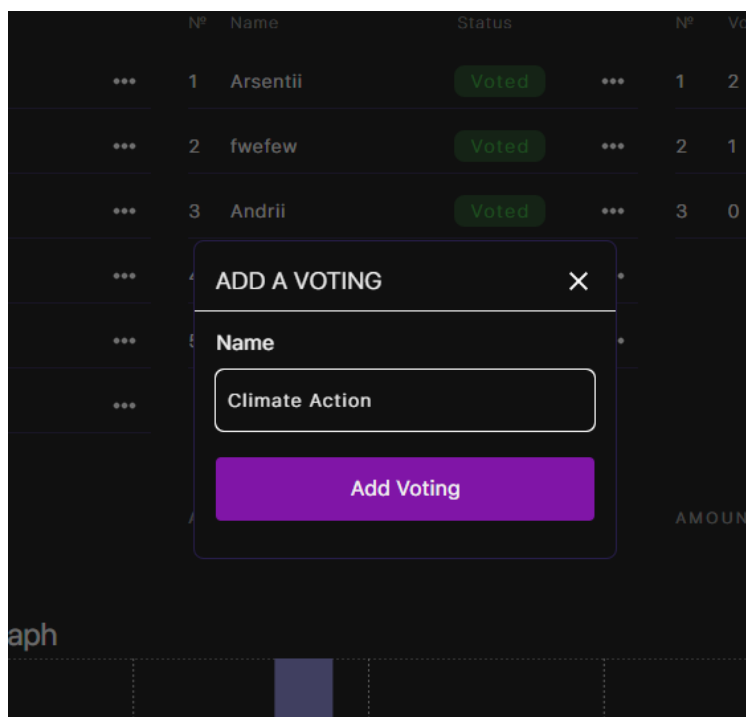 Nº Name Status Nº Vo
••• 1 Arsentii Voted ••• 1 2
••• 2 fwefew Voted ••• 2 1
••• 3 Andrii Voted ••• 3 0
ADD A VOTING
Name
Climate Action
Add Voting
AMOUN
aph